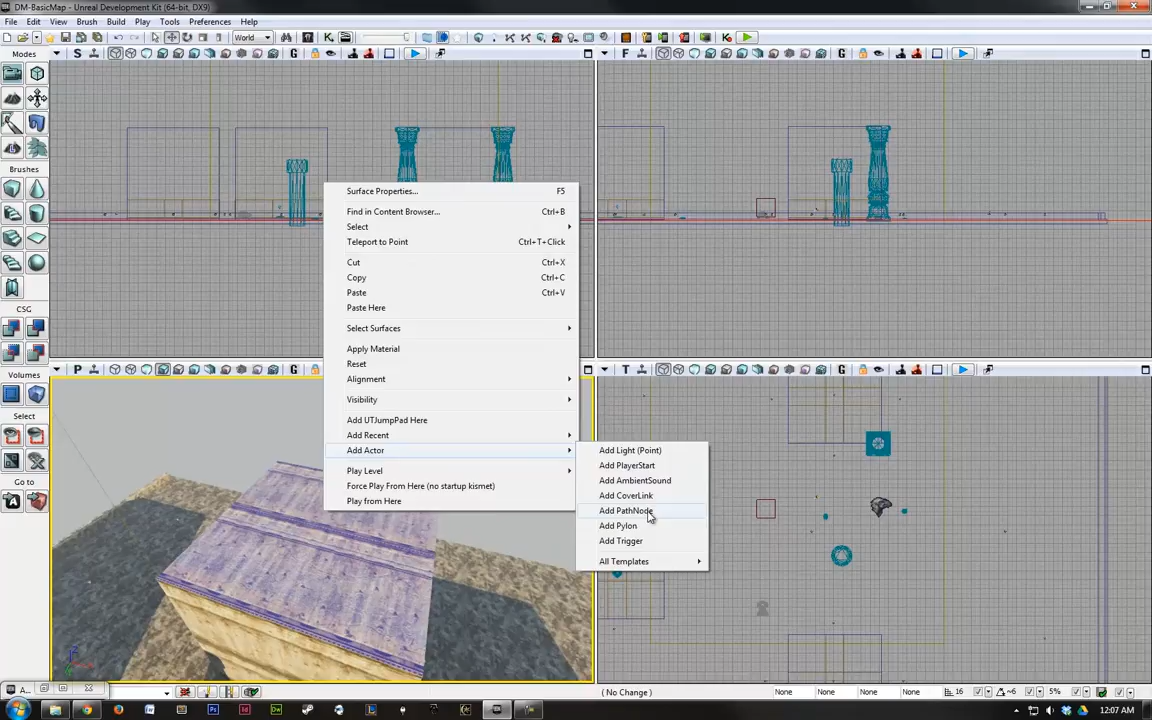 DM-BasicMap - Unreal Development Kit (64-bit, DX9)
File Edit View Brush Build Play Tools Preferences Help
World
Modes
S G
F G
Brushes
CSG
Volumes
Select
Go to
Surface Properties... F5
Find in Content Browser... Ctrl+B
Select
Teleport to Point Ctrl+T+Click
Cut Ctrl+X
Copy Ctrl+C
Paste Ctrl+V
Paste Here
Select Surfaces
Apply Material
Reset
Alignment
Visibility
Add UTJumpPad Here
Add Recent
Add Actor
Play Level
Force Play From Here (no startup kismet)
Play from Here
Add Light (Point)
Add PlayerStart
Add AmbientSound
Add CoverLink
Add PathNode
Add Pylon
Add Trigger
All Templates
P G
T G
A...
( No Change ) None None None None 16 ~6 5%
12:07 AM